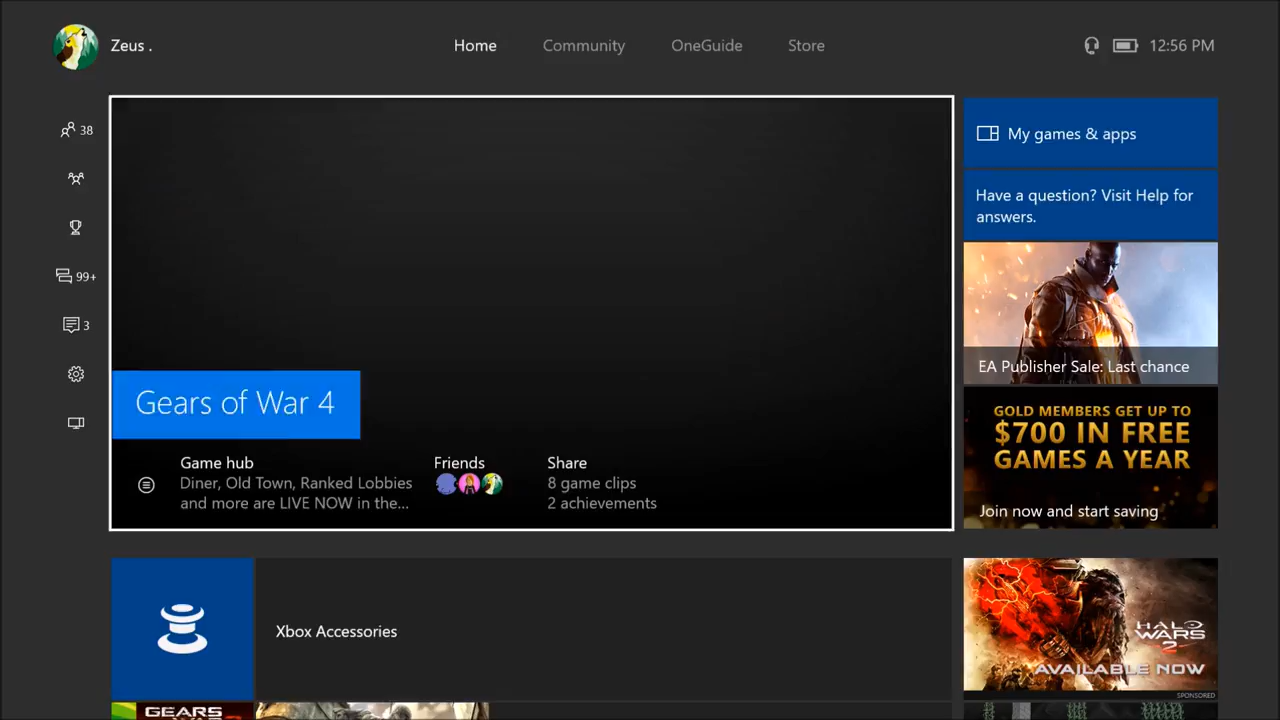 Zeus .
Home
Community
OneGuide
Store
12:56 PM
38
99+
3
Gears of War 4
Game hub
Diner, Old Town, Ranked Lobbies
and more are LIVE NOW in the...
Friends
Share
8 game clips
2 achievements
My games & apps
Have a question? Visit Help for
answers.
EA Publisher Sale: Last chance
GOLD MEMBERS GET UP TO
$700 IN FREE
GAMES A YEAR
Join now and start saving
Xbox Accessories
HALO
WARS
2
AVAILABLE NOW
SPONSORED
GEARS